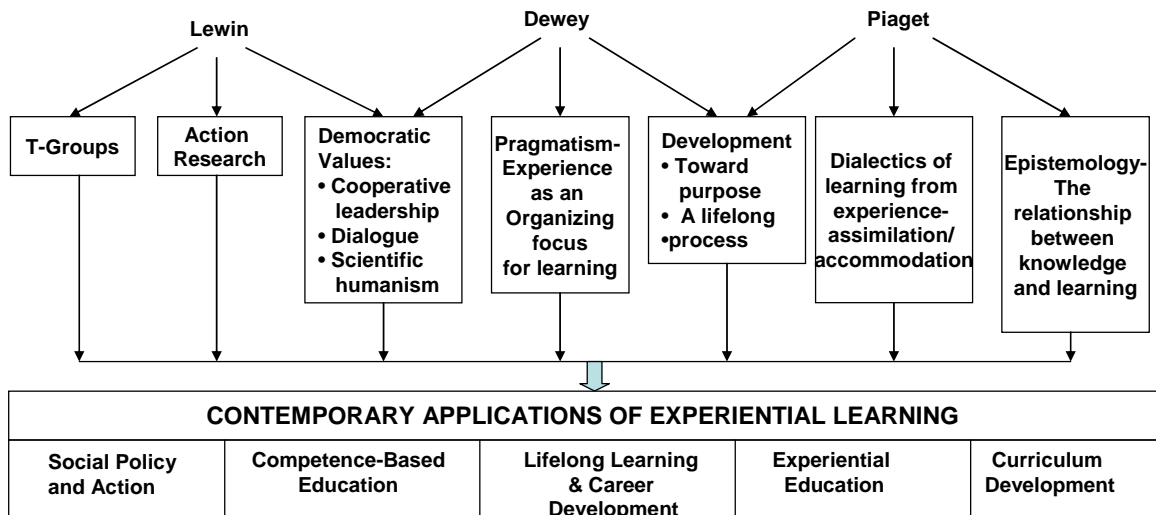 Lewin
Dewey
Piaget
T-Groups
Action
Research
Democratic
Values:
• Cooperative
leadership
• Dialogue
• Scientific
humanism
Pragmatism-
Experience
as an
Organizing
focus
for learning
Development
• Toward
purpose
• A lifelong
•process
Dialectics of
learning from
experience-
assimilation/
accommodation
Epistemology-
The
relationship
between
knowledge
and learning
CONTEMPORARY APPLICATIONS OF EXPERIENTIAL LEARNING
Social Policy
and Action
Competence-Based
Education
Lifelong Learning
& Career
Development
Experiential
Education
Curriculum
Development